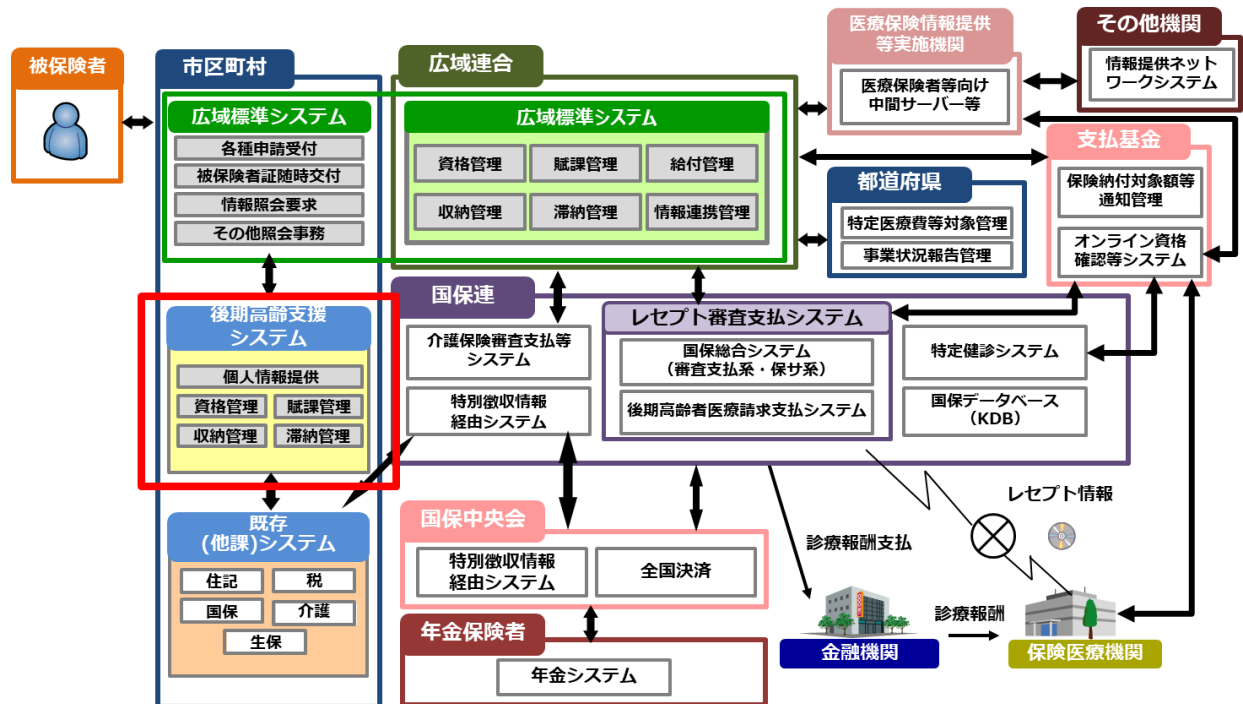 被保険者
市区町村
広域標準システム
各種申請受付
被保険者証随時交付
情報照会要求
その他照会事務
後期高齢支援
システム
個人情報提供
資格管理
賦課管理
収納管理
滞納管理
既存
(他課)システム
住記
税
国保
介護
生保
広域連合
広域標準システム
資格管理
賦課管理
給付管理
収納管理
滞納管理
情報連携管理
医療保険情報提供
等実施機関
医療保険者等向け
中間サーバー等
その他機関
情報提供ネット
ワークシステム
支払基金
保険納付対象額等
通知管理
オンライン資格
確認等システム
都道府県
特定医療費等対象管理
事業状況報告管理
国保連
介護保険審査支払等
システム
特別徴収情報
経由システム
レセプト審査支払システム
国保総合システム
（審査支払系・保サ系）
後期高齢者医療請求支払システム
特定健診システム
国保データベース
（KDB）
国保中央会
特別徴収情報
経由システム
全国決済
年金保険者
年金システム
診療報酬支払
レセプト情報
診療報酬
金融機関
保険医療機関